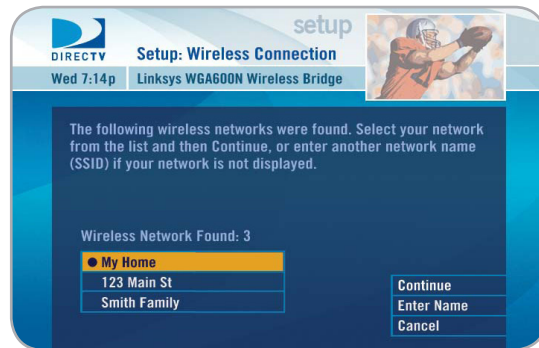 setup
DIRECTV
Setup: Wireless Connection
Wed 7:14p
Linksys WGA600N Wireless Bridge
The following wireless networks were found. Select your network
from the list and then Continue, or enter another network name
(SSID) if your network is not displayed.
Wireless Network Found: 3
My Home
123 Main St
Smith Family
Continue
Enter Name
Cancel